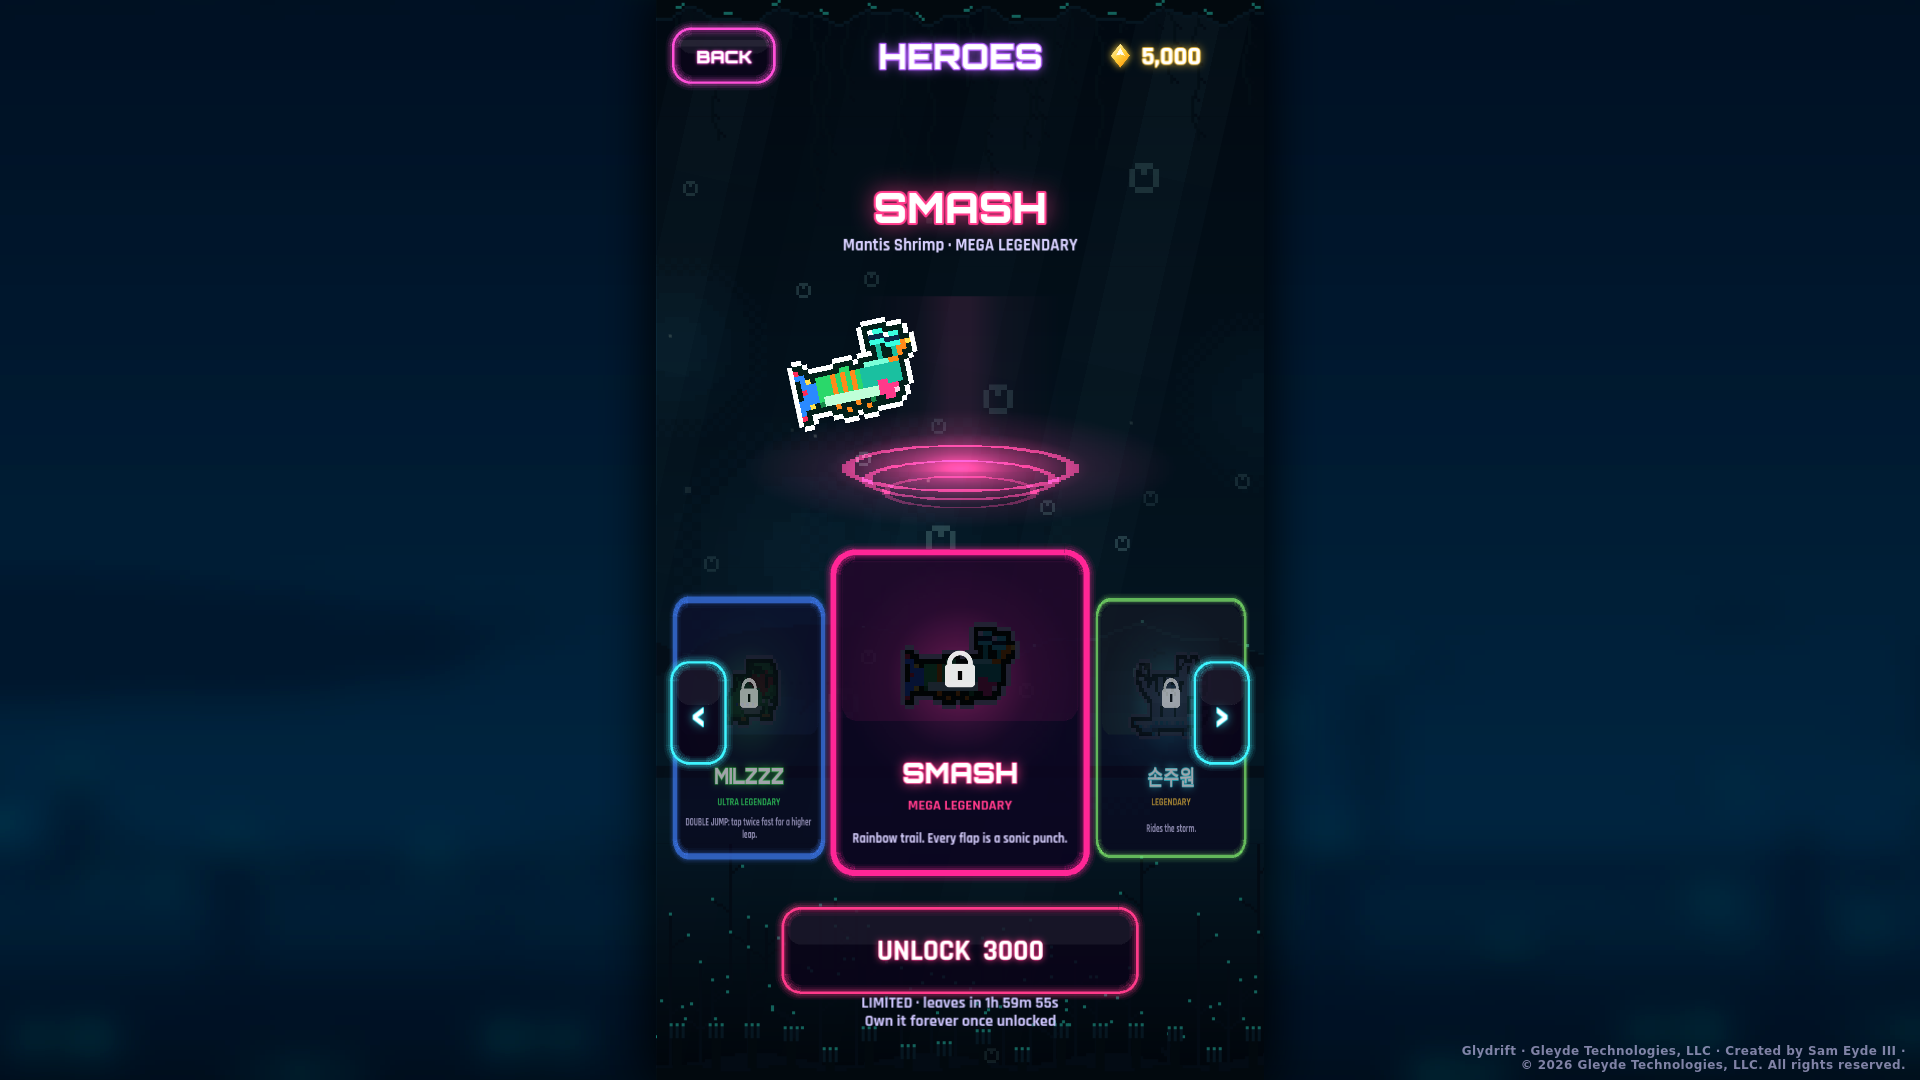 BACK
HEROES
5,000
SMASH
Mantis Shrimp · MEGA LEGENDARY
<
>
MILZZZ
ULTRA LEGENDARY
DOUBLE JUMP: tap twice fast for a higher
leap.
SMASH
MEGA LEGENDARY
Rainbow trail. Every flap is a sonic punch.
손주원
LEGENDARY
Rides the storm.
UNLOCK 3000
LIMITED · leaves in 1h 59m 55s
Own it forever once unlocked
Glydrift · Gleyde Technologies, LLC · Created by Sam Eyde III ·
© 2026 Gleyde Technologies, LLC. All rights reserved.